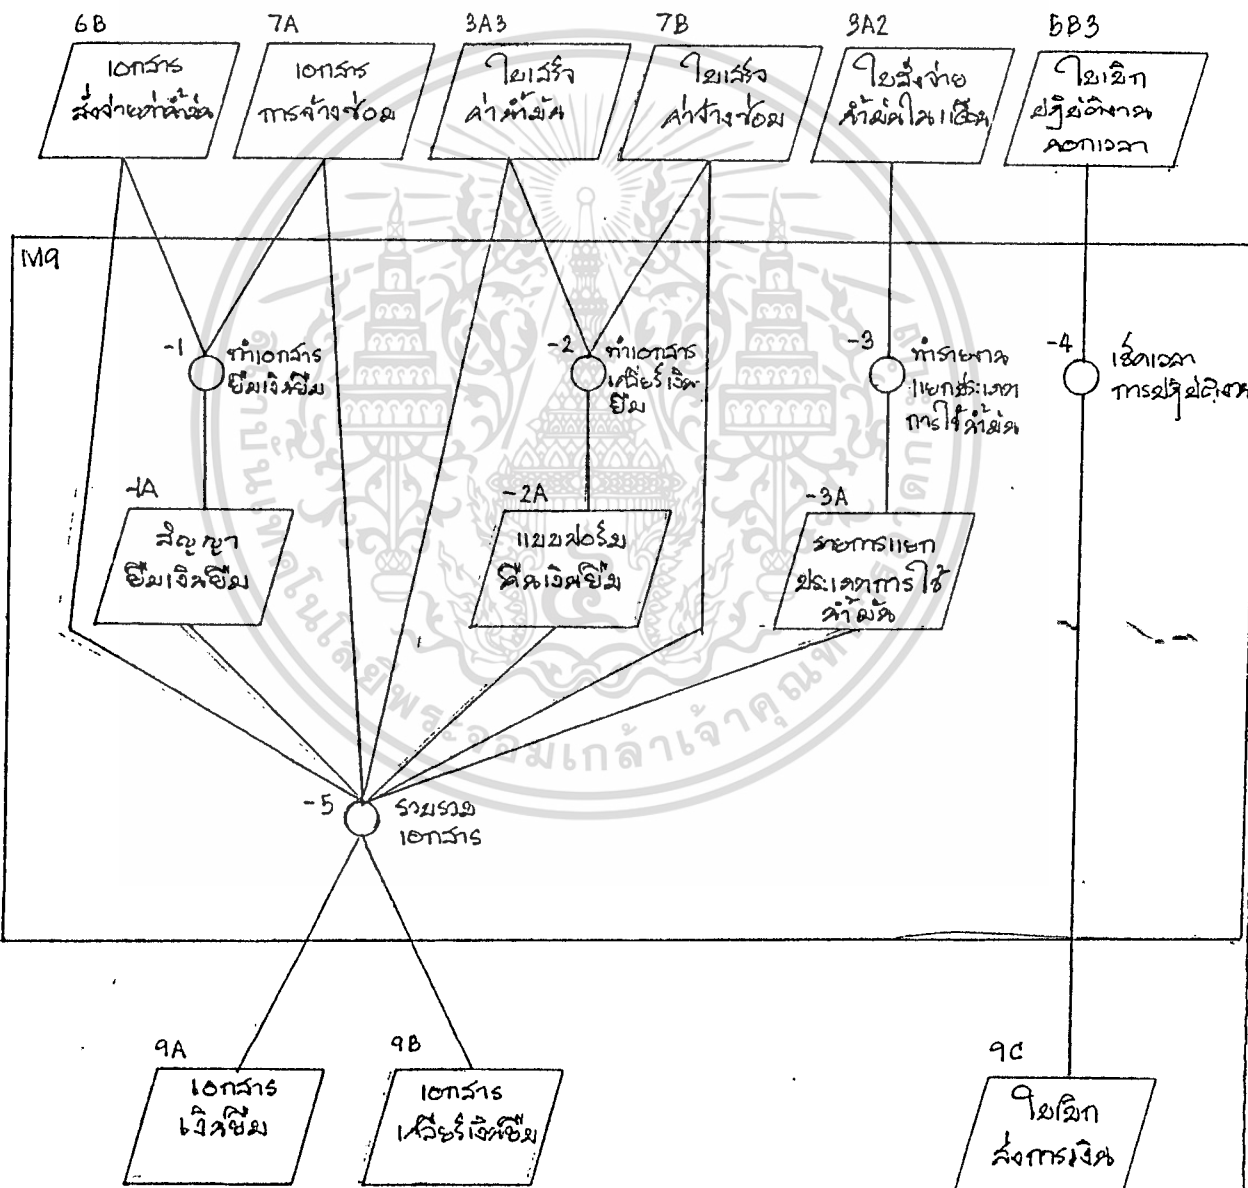 6B
7A
3A3
7B
3A2
5B3
เอกสาร
สั่งจ่ายค่าน้ำมัน
เอกสาร
การจ้างซ่อม
ใบเสร็จ
ค่าน้ำมัน
ใบเสร็จ
ค่าจ้างซ่อม
ใบสั่งจ่าย
น้ำมันในเดือน
ใบเบิก
ปฏิบัติงาน
นอกเวลา
M9
-1
ทำเอกสาร
ยืมเงินยืม
-2
ทำเอกสาร
เคลียร์เงิน
ยืม
-3
ทำรายงาน
แยกประเภท
การใช้น้ำมัน
-4
เช็คเวลา
การปฏิบัติงาน
-1A
สัญญา
ยืมเงินยืม
-2A
แบบฟอร์ม
คืนเงินยืม
-3A
รายการแยก
ประเภทการใช้
น้ำมัน
-5
รวบรวม
เอกสาร
9A
เอกสาร
เงินยืม
9B
เอกสาร
เคลียร์เงินยืม
9C
ใบเบิก
ส่งการเงิน